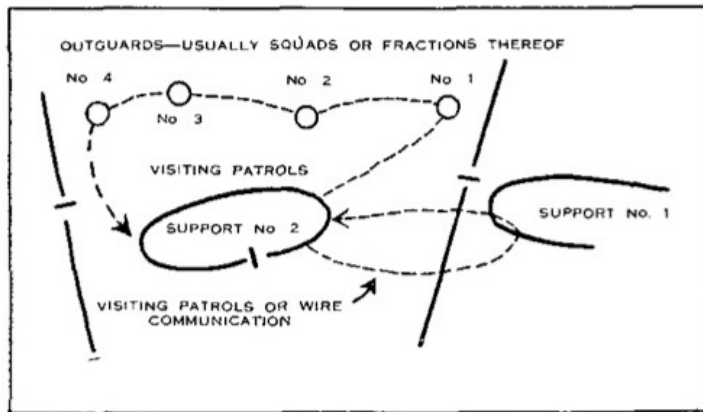 OUTGUARDS—USUALLY SQUADS OR FRACTIONS THEREOF
No 4
No 2
No 1
No 3
VISITING PATROLS
SUPPORT No 2
SUPPORT No. 1
VISITING PATROLS OR WIRE
COMMUNICATION